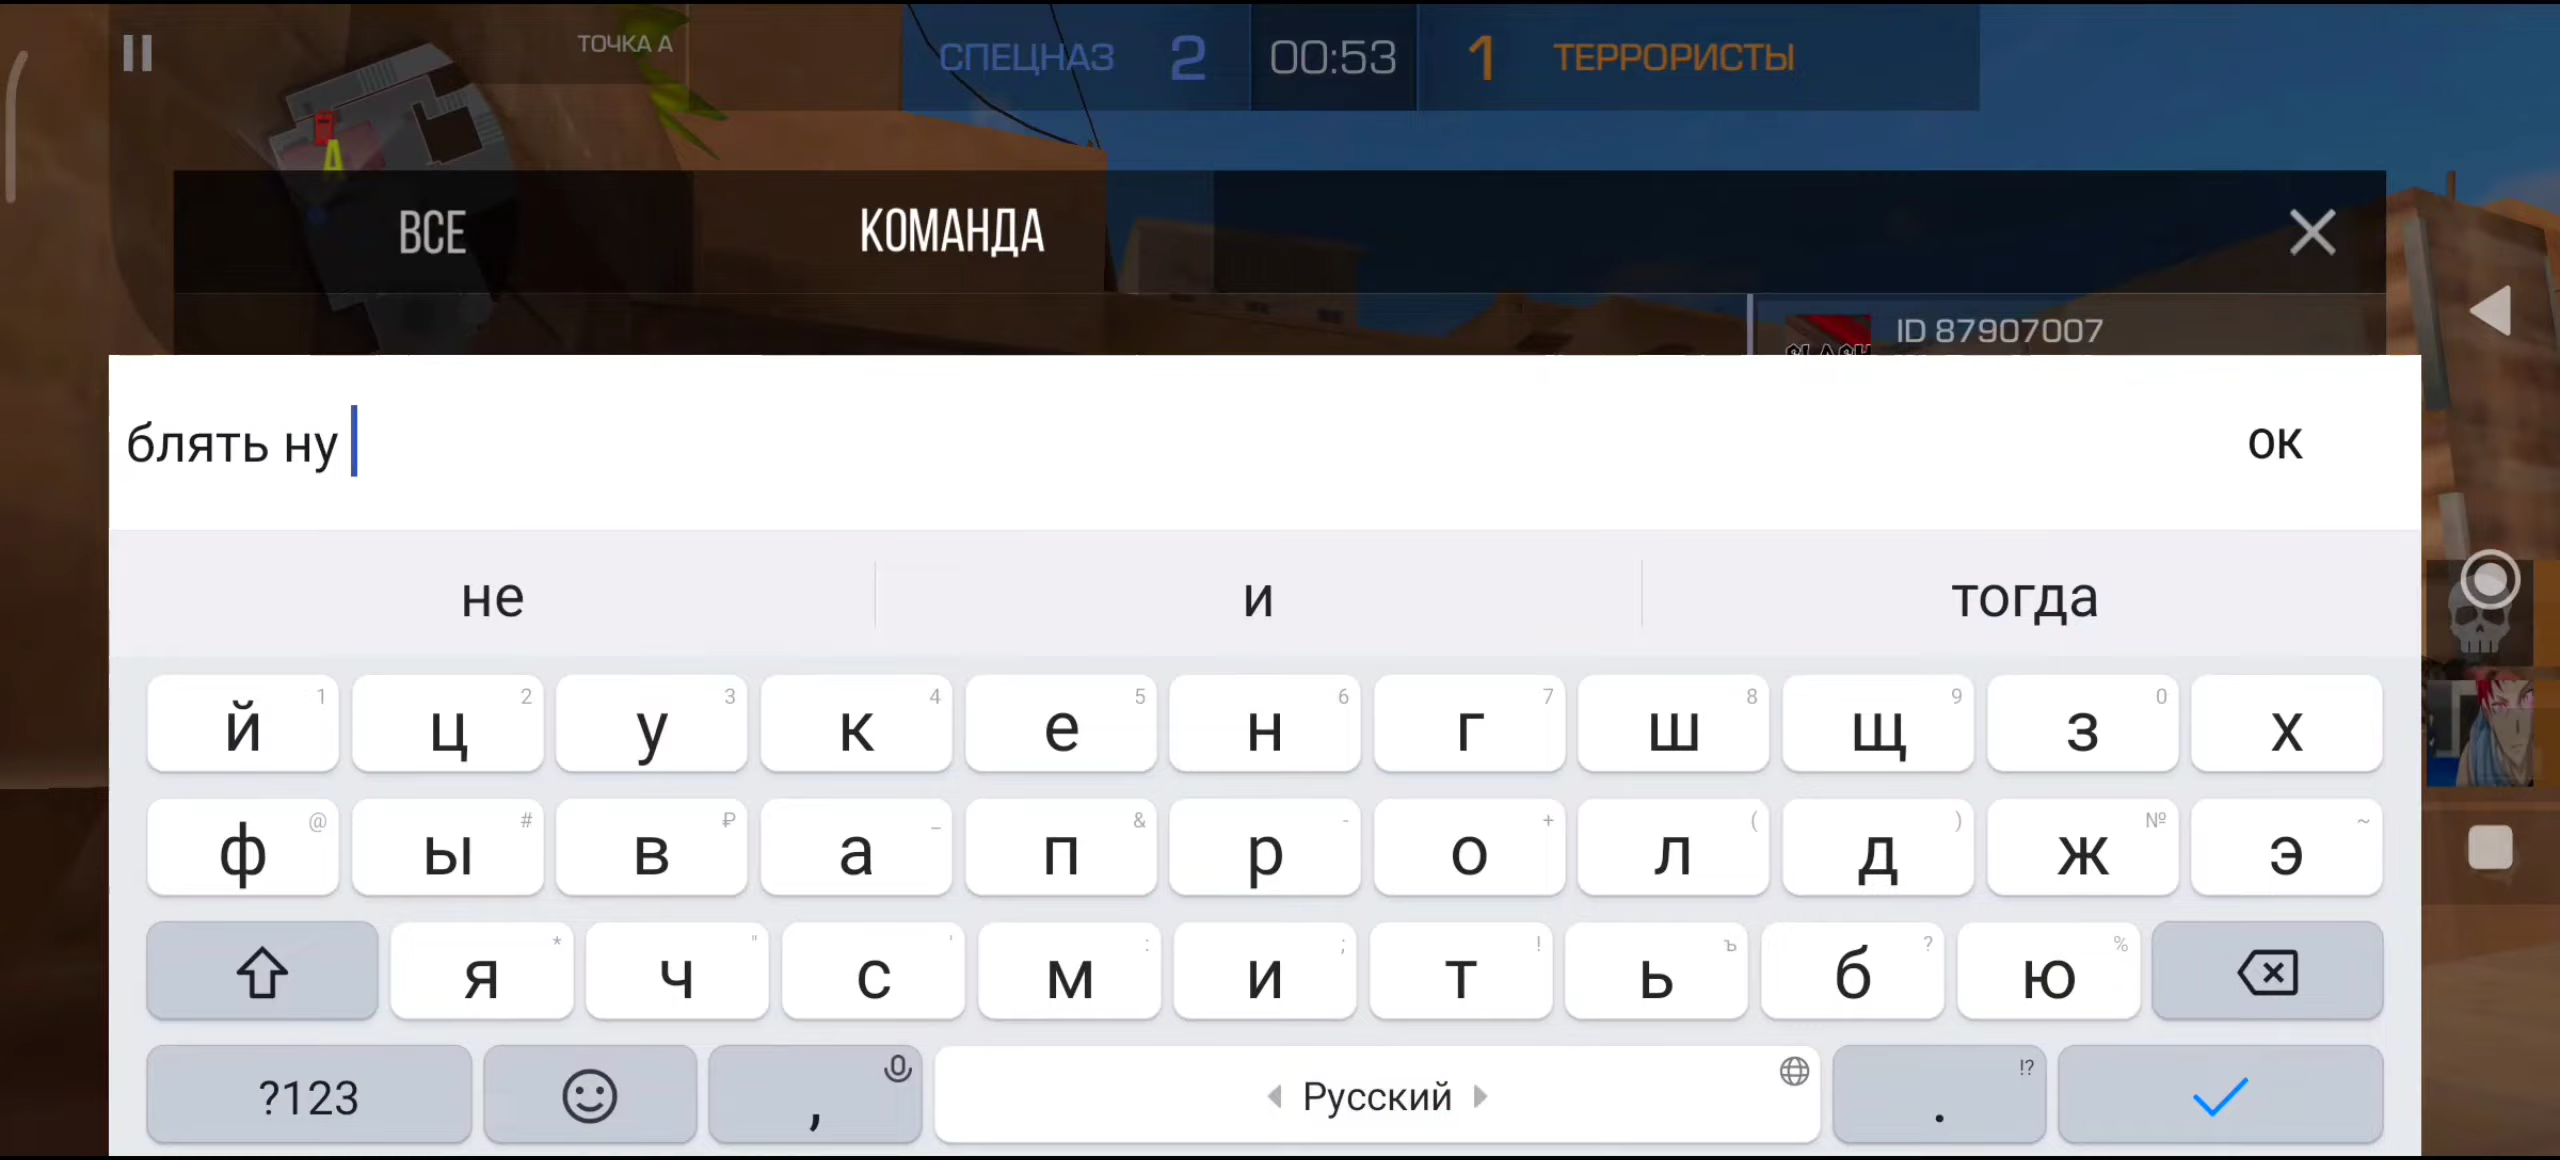 ТОЧКА А
СПЕЦНАЗ 2 00:53 1 ТЕРРОРИСТЫ
А
ВСЕ КОМАНДА
ID 87907007
блять ну
ок
не и тогда
й 1 ц 2 у 3 к 4 е 5 н 6 г 7 ш 8 щ 9 з 0 х
ф @ ы # в ₽ а _ п & р - о + л ( д ) ж № э ~
я * ч " с ' м : и ; т ! ь ъ б ? ю %
?123 , Русский . !?